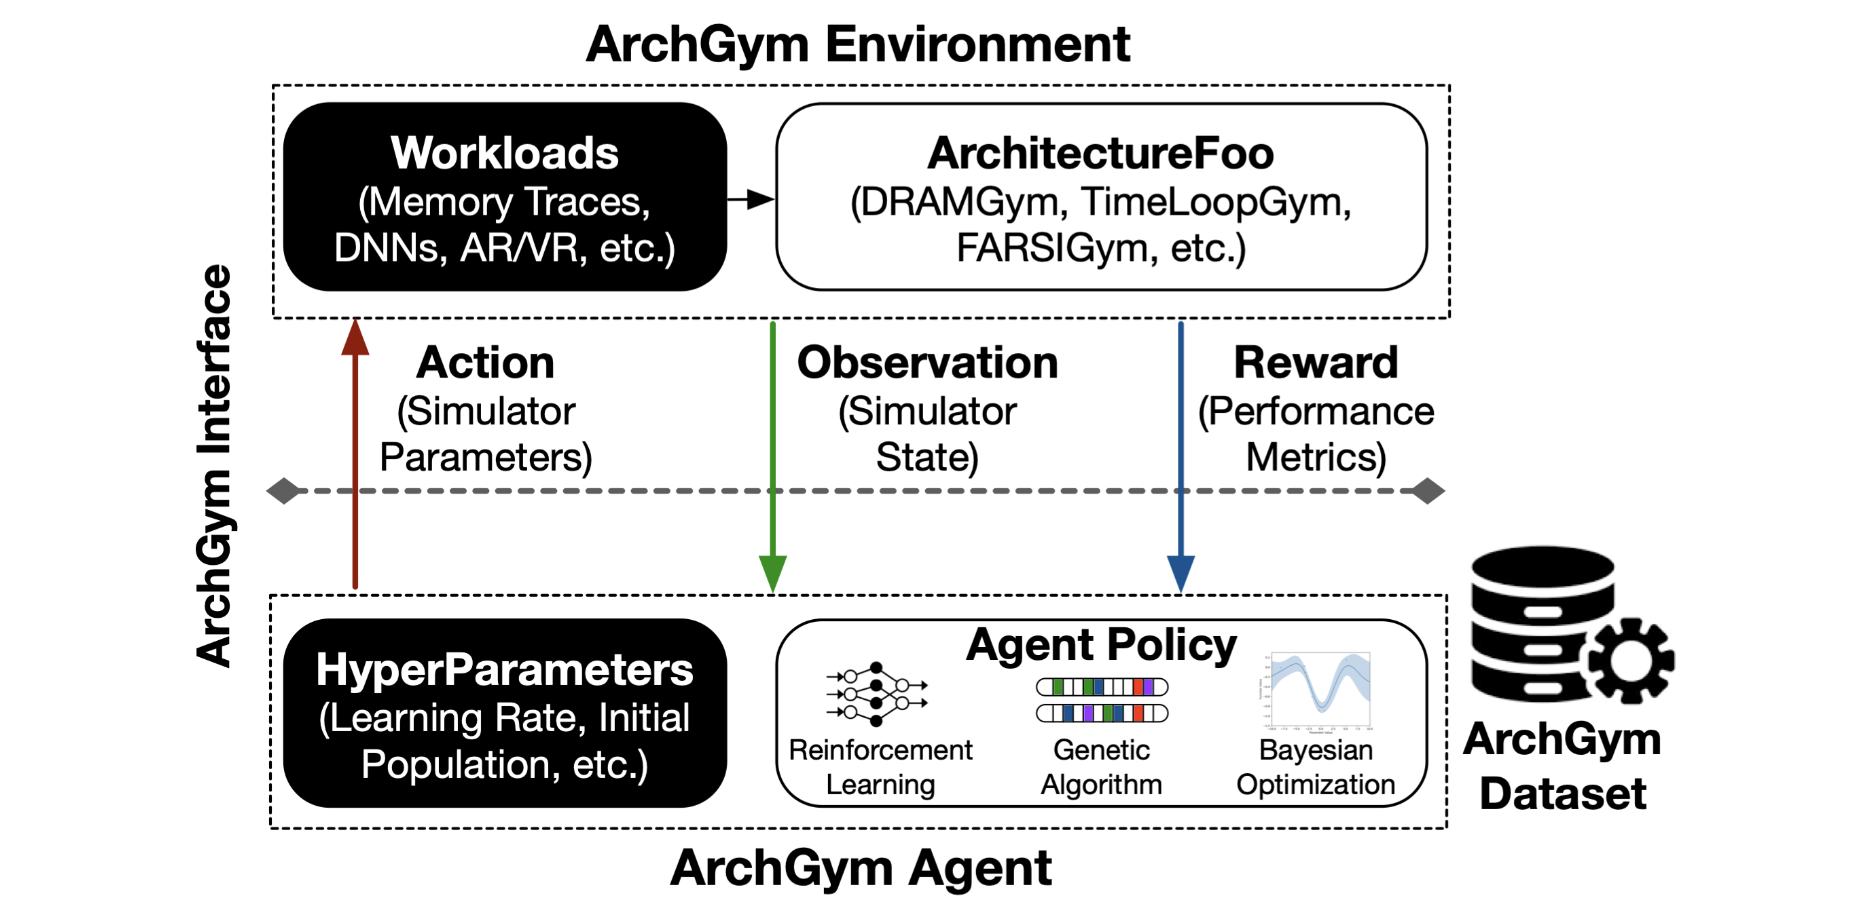 ArchGym Environment
Workloads
(Memory Traces,
DNNs, AR/VR, etc.)
ArchitectureFoo
(DRAMGym, TimeLoopGym,
FARSIGym, etc.)
ArchGym Interface
Action
(Simulator
Parameters)
Observation
(Simulator
State)
Reward
(Performance
Metrics)
HyperParameters
(Learning Rate, Initial
Population, etc.)
Agent Policy
Reinforcement
Learning
Genetic
Algorithm
Bayesian
Optimization
ArchGym
Dataset
ArchGym Agent